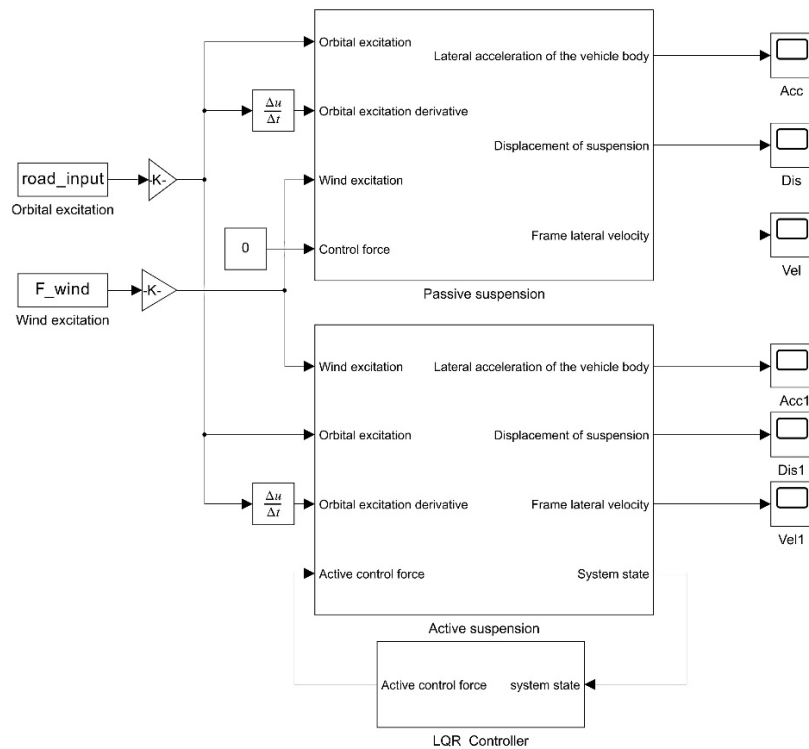 Orbital excitation
Lateral acceleration of the vehicle body
Acc
Δu
Δt
Orbital excitation derivative
Displacement of suspension
Dis
road_input
-K-
Orbital excitation
Wind excitation
Frame lateral velocity
Vel
0
Control force
Passive suspension
F_wind
-K-
Wind excitation
Wind excitation
Lateral acceleration of the vehicle body
Acc1
Orbital excitation
Displacement of suspension
Dis1
Δu
Δt
Orbital excitation derivative
Frame lateral velocity
Vel1
Active control force
System state
Active suspension
Active control force
system state
LQR_Controller